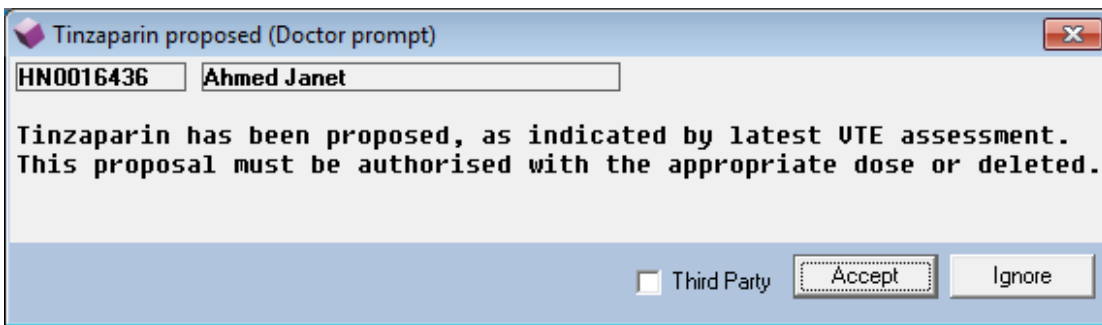 Tinzaparin proposed (Doctor prompt)
HN0016436 Ahmed Janet
Tinzaparin has been proposed, as indicated by latest VTE assessment.
This proposal must be authorised with the appropriate dose or deleted.
Third Party Accept Ignore